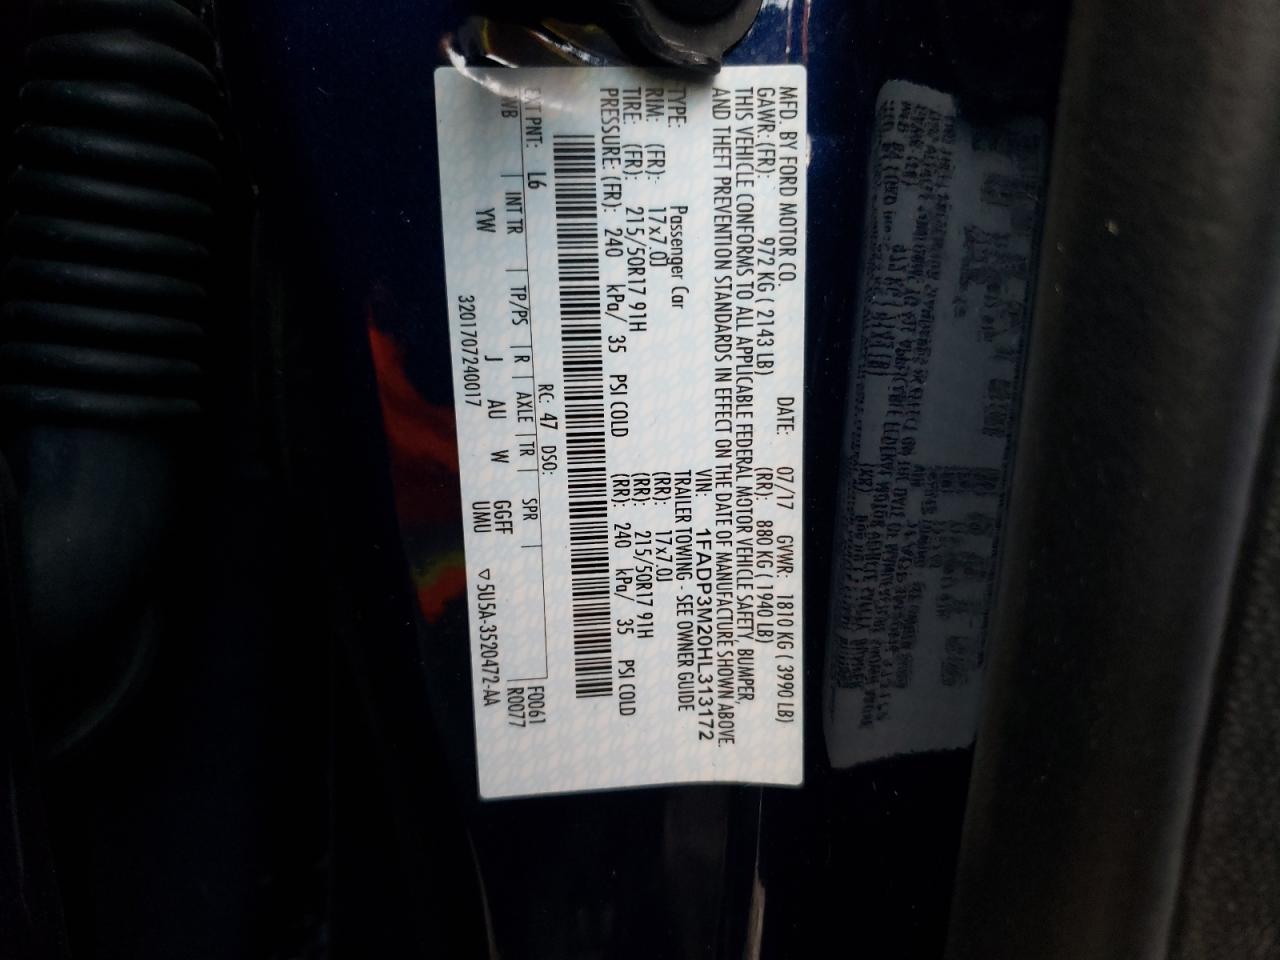 MFD. BY FORD MOTOR CO. DATE: 07/17 GVWR: 1810 KG ( 3990 LB)
GAWR: (FR): 972 KG ( 2143 LB) (RR): 880 KG ( 1940 LB)
THIS VEHICLE CONFORMS TO ALL APPLICABLE FEDERAL MOTOR VEHICLE SAFETY, BUMPER,
AND THEFT PREVENTION STANDARDS IN EFFECT ON THE DATE OF MANUFACTURE SHOWN ABOVE.
VIN: 1FADP3M20HL313172
TYPE: Passenger Car TRAILER TOWING - SEE OWNER GUIDE
RIM: (FR): 17x7.0J (RR): 17x7.0J
TIRE: (FR): 215/50R17 91H (RR): 215/50R17 91H
PRESSURE: (FR): 240 kPa/ 35 PSI COLD (RR): 240 kPa/ 35 PSI COLD
RC: 47 DSO: F0061
EXT PNT: L6 R0077
WB | INT TR | TP/PS | R | AXLE | TR | SPR |
YW J AU W GGFF
UMU
3201707240017 ▽5U5A-3520472-AA